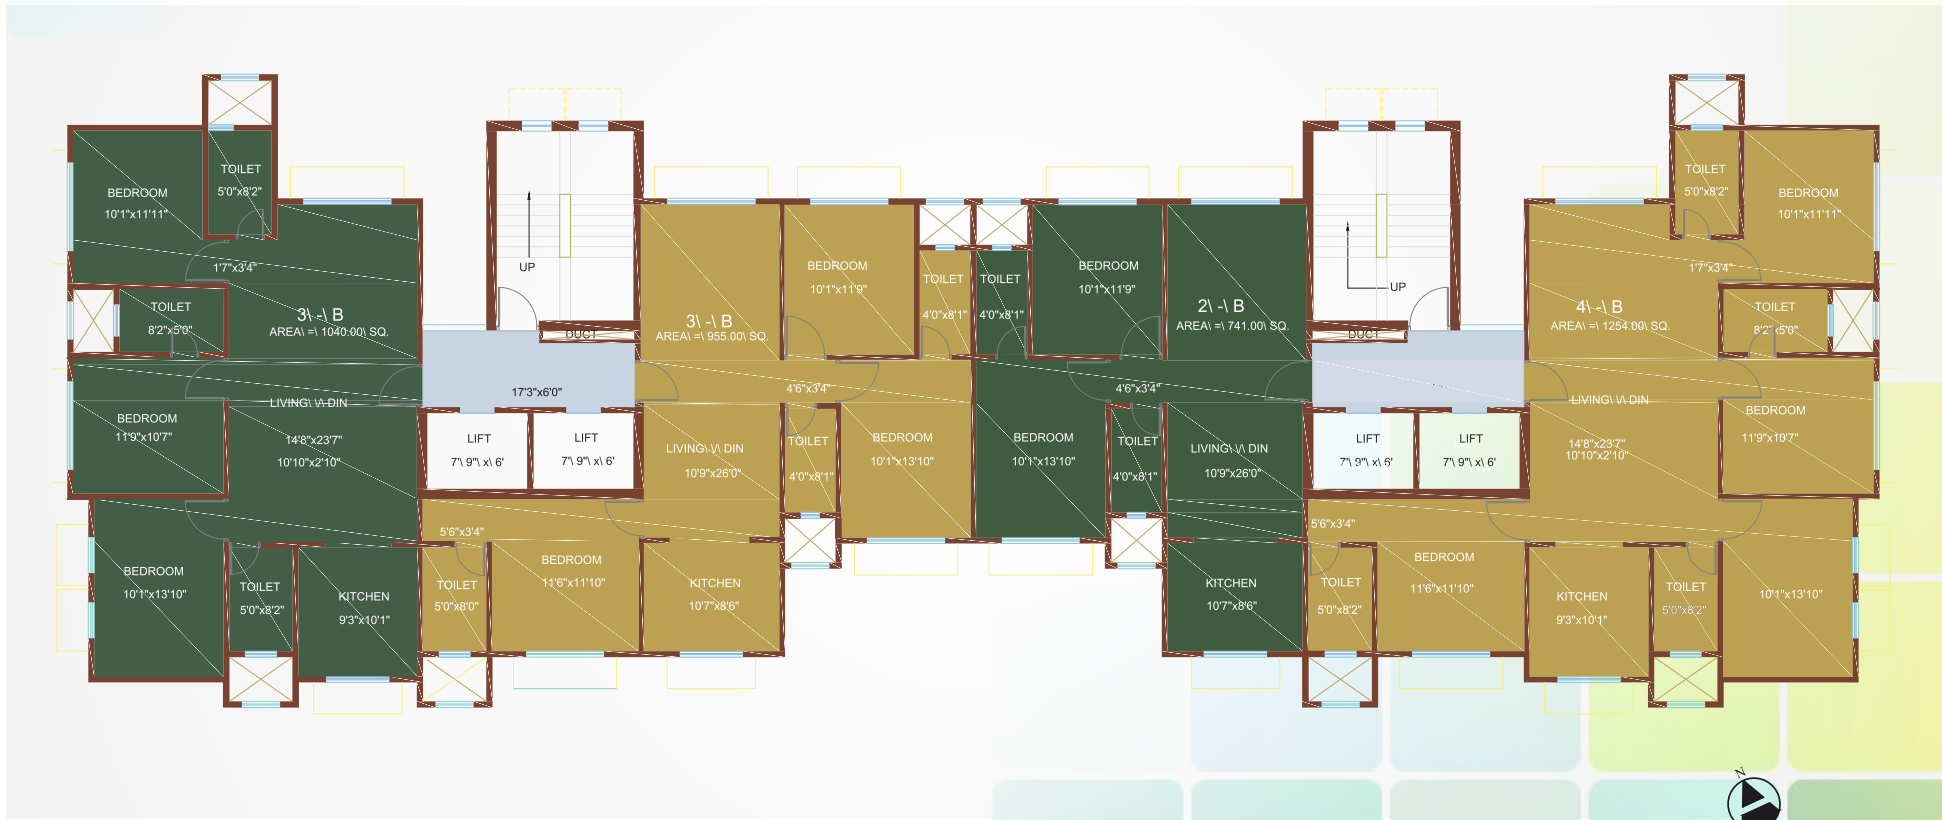 BEDROOM
10'1"x11'11"
TOILET
5'0"x8'2"
1'7"x3'4"
TOILET
8'2"x5'0"
3\ -\ B
AREA\ =\ 1040.00\ SQ.
BEDROOM
11'9"x10'7"
LIVING\ \/\ DIN
14'8"x23'7"
10'10"x2'10"
BEDROOM
10'1"x13'10"
TOILET
5'0"x8'2"
KITCHEN
9'3"x10'1"
UP
DUCT
17'3"x6'0"
LIFT
7'\ 9"\ x\ 6'
LIFT
7'\ 9"\ x\ 6'
3\ -\ B
AREA\ =\ 955.00\ SQ.
BEDROOM
10'1"x11'9"
TOILET
4'0"x8'1"
4'6"x3'4"
LIVING\ \/\ DIN
10'9"x26'0"
TOILET
4'0"x8'1"
BEDROOM
10'1"x13'10"
5'6"x3'4"
TOILET
5'0"x8'0"
BEDROOM
11'6"x11'10"
KITCHEN
10'7"x8'6"
TOILET
4'0"x8'1"
BEDROOM
10'1"x11'9"
2\ -\ B
AREA\ =\ 741.00\ SQ.
4'6"x3'4"
BEDROOM
10'1"x13'10"
TOILET
4'0"x8'1"
LIVING\ \/\ DIN
10'9"x26'0"
KITCHEN
10'7"x8'6"
UP
DUCT
LIFT
7'\ 9"\ x\ 6'
LIFT
7'\ 9"\ x\ 6'
4\ -\ B
AREA\ =\ 1254.00\ SQ.
TOILET
5'0"x8'2"
BEDROOM
10'1"x11'11"
1'7"x3'4"
TOILET
8'2"x5'0"
LIVING\ \/\ DIN
14'8"x23'7"
10'10"x2'10"
BEDROOM
11'9"x10'7"
5'6"x3'4"
TOILET
5'0"x8'2"
BEDROOM
11'6"x11'10"
KITCHEN
9'3"x10'1"
TOILET
5'0"x8'2"
10'1"x13'10"
N